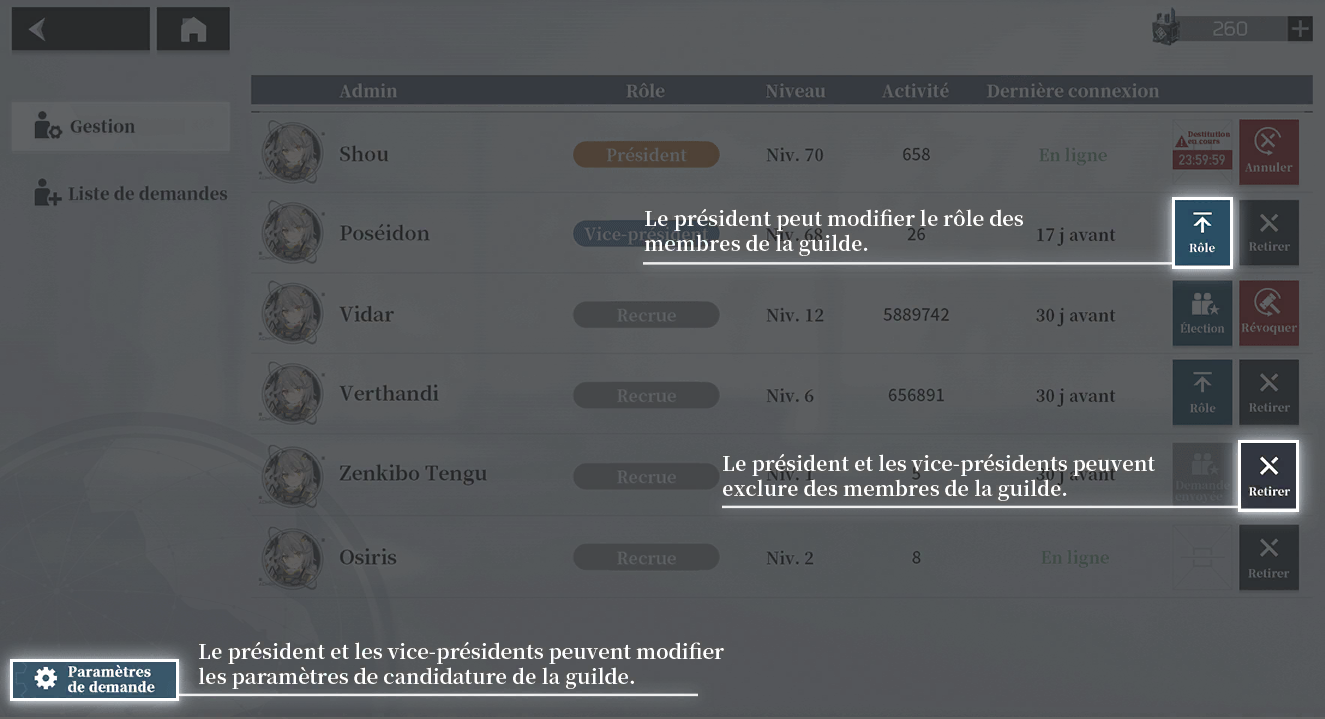 260
Admin Rôle Niveau Activité Dernière connexion
Gestion
Liste de demandes
Shou Président Niv. 70 658 En ligne
Destitution
en cours
23:59:59
Annuler
Le président peut modifier le rôle des
membres de la guilde.
Poséidon Vice-président Niv. 68 26 17 j avant
Rôle
Retirer
Vidar Recrue Niv. 12 5889742 30 j avant
Élection
Révoquer
Verthandi Recrue Niv. 6 656891 30 j avant
Rôle
Retirer
Le président et les vice-présidents peuvent
exclure des membres de la guilde.
Zenkibo Tengu Recrue Niv. 1 5 30 j avant
Demande
envoyée
Retirer
Osiris Recrue Niv. 2 8 En ligne
Retirer
Le président et les vice-présidents peuvent modifier
les paramètres de candidature de la guilde.
Paramètres
de demande